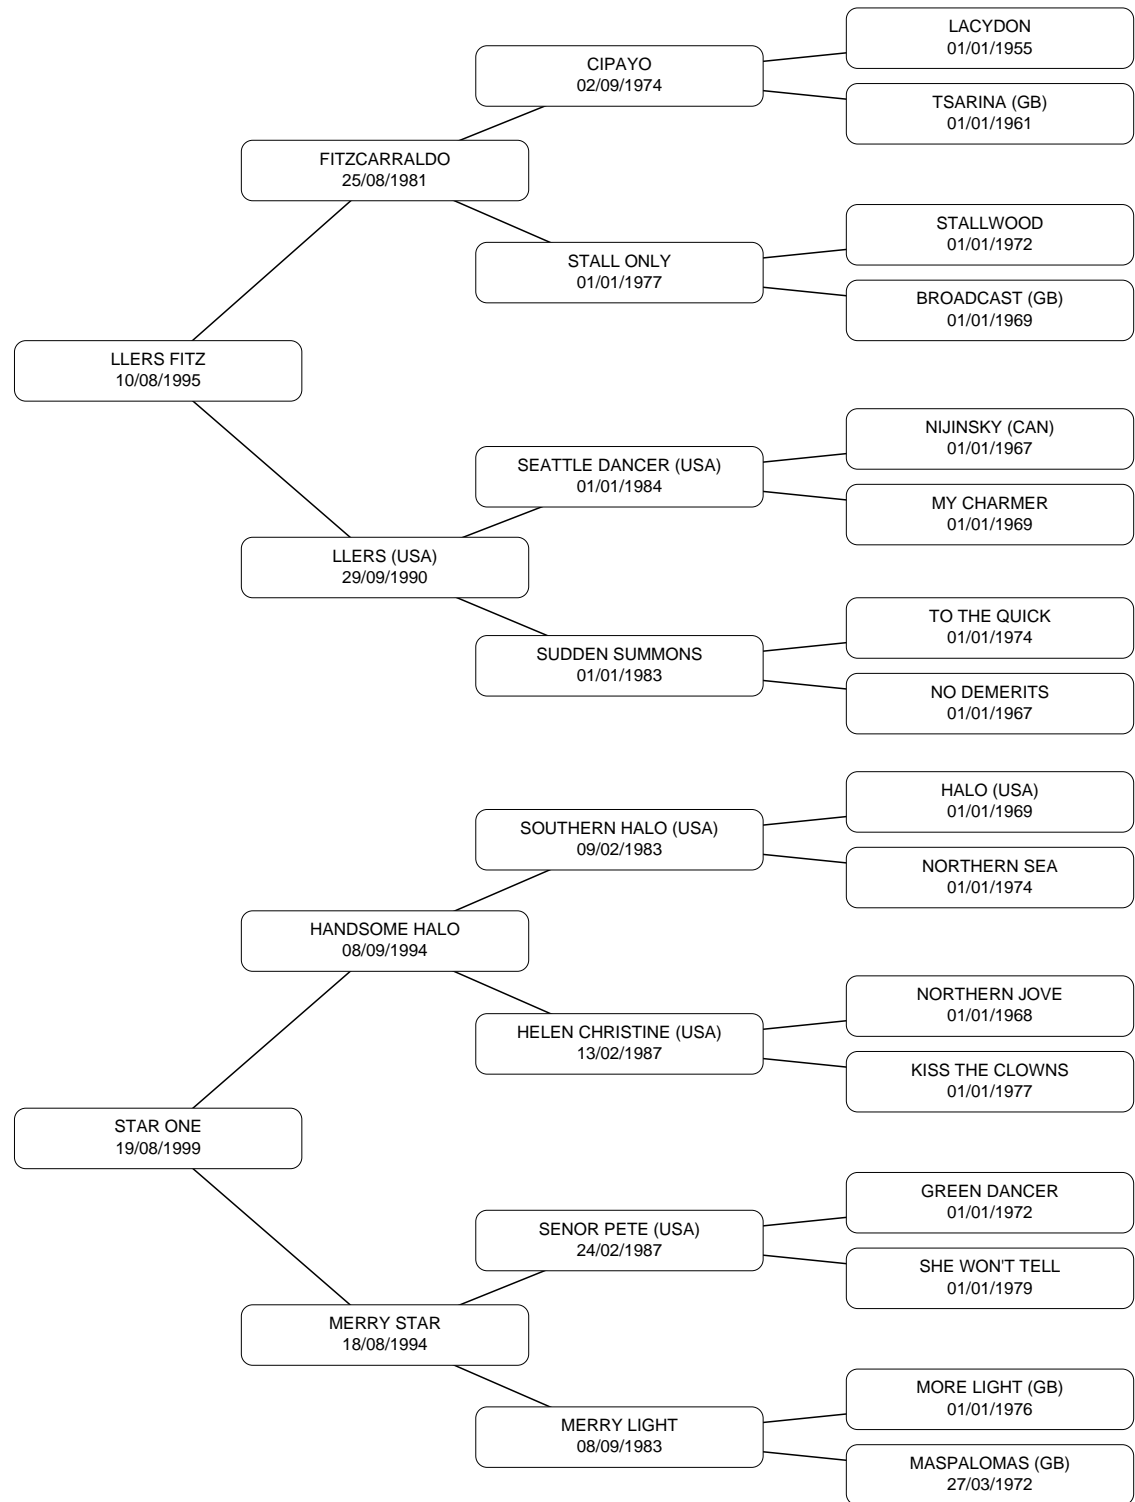 LACYDON
01/01/1955
CIPAYO
02/09/1974
TSARINA (GB)
01/01/1961
FITZCARRALDO
25/08/1981
STALLWOOD
01/01/1972
STALL ONLY
01/01/1977
BROADCAST (GB)
01/01/1969
LLERS FITZ
10/08/1995
NIJINSKY (CAN)
01/01/1967
SEATTLE DANCER (USA)
01/01/1984
MY CHARMER
01/01/1969
LLERS (USA)
29/09/1990
TO THE QUICK
01/01/1974
SUDDEN SUMMONS
01/01/1983
NO DEMERITS
01/01/1967
HALO (USA)
01/01/1969
SOUTHERN HALO (USA)
09/02/1983
NORTHERN SEA
01/01/1974
HANDSOME HALO
08/09/1994
NORTHERN JOVE
01/01/1968
HELEN CHRISTINE (USA)
13/02/1987
KISS THE CLOWNS
01/01/1977
STAR ONE
19/08/1999
GREEN DANCER
01/01/1972
SENOR PETE (USA)
24/02/1987
SHE WON'T TELL
01/01/1979
MERRY STAR
18/08/1994
MORE LIGHT (GB)
01/01/1976
MERRY LIGHT
08/09/1983
MASPALOMAS (GB)
27/03/1972